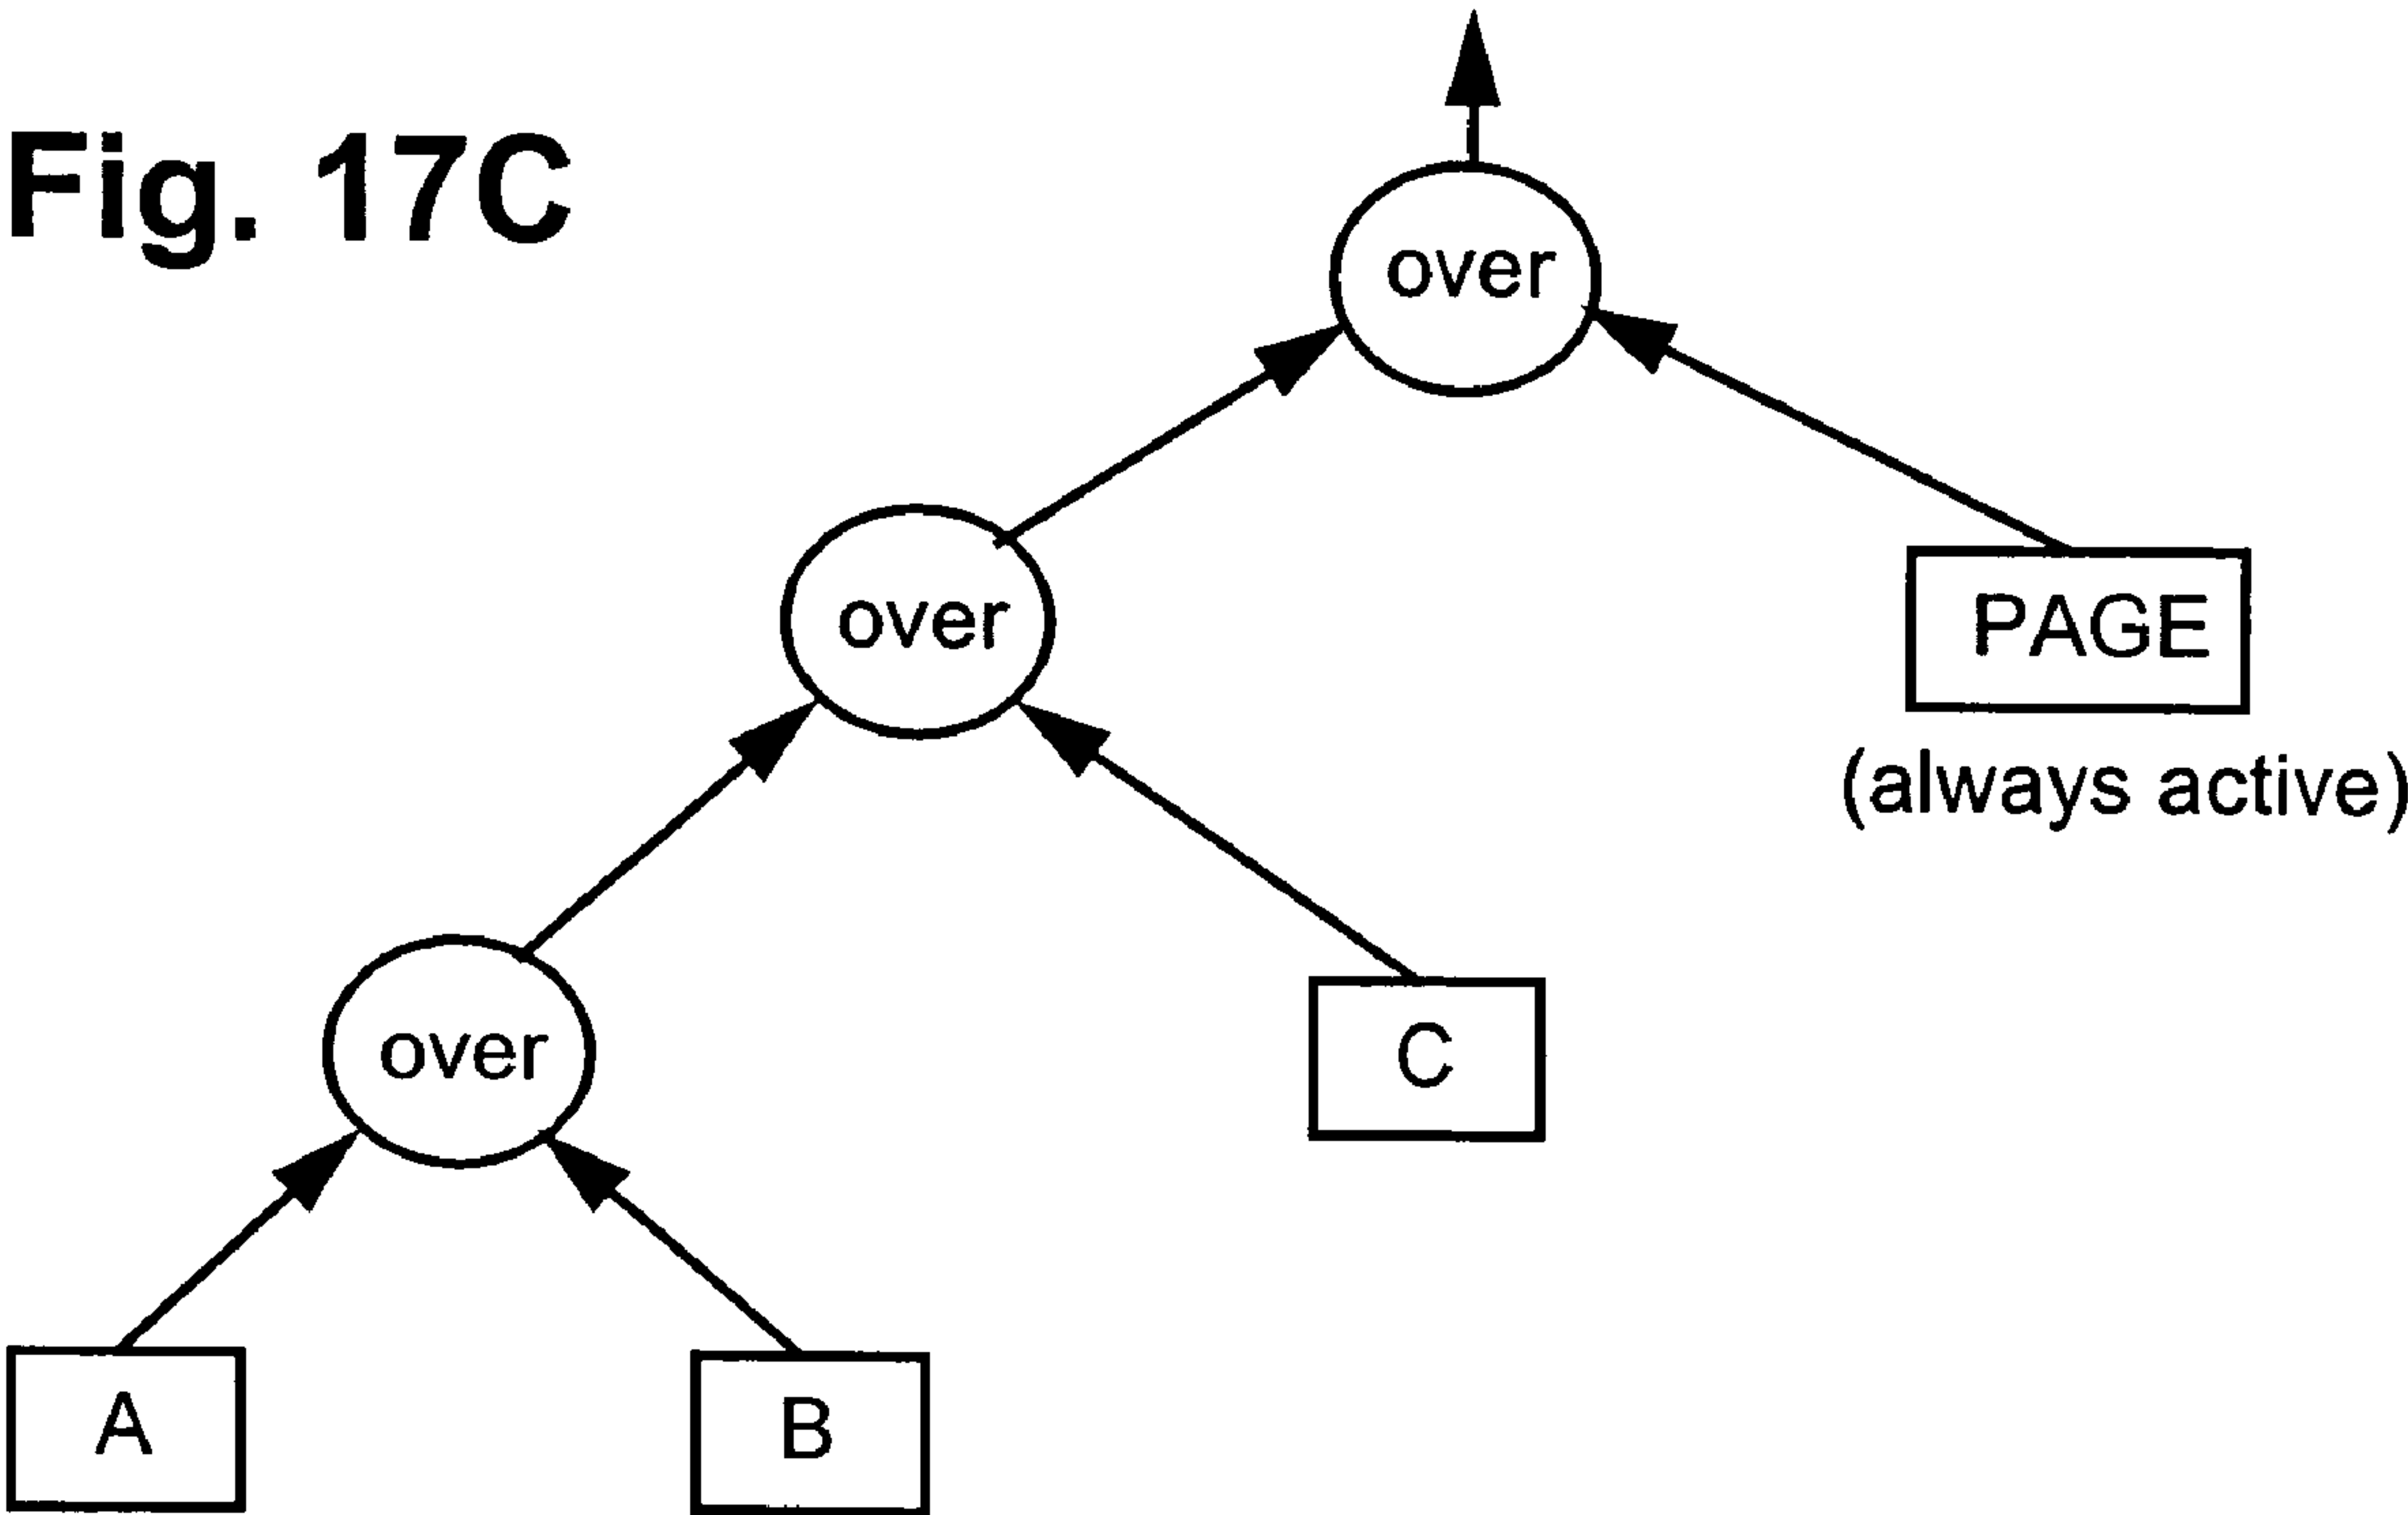 Fig. 17C
over
over
PAGE
(always active)
over
C
A
B